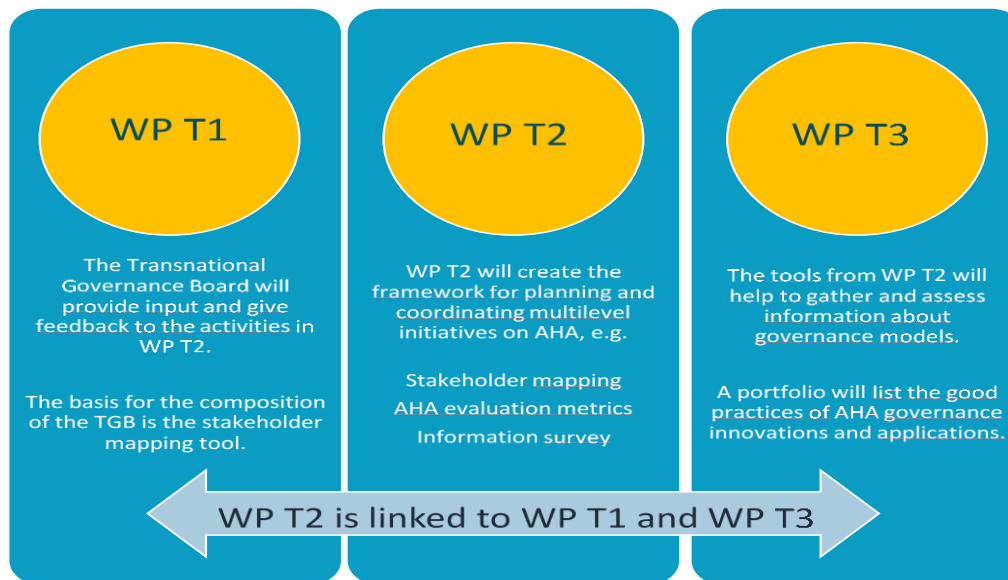 WP T1
The Transnational
Governance Board will
provide input and give
feedback to the activities in
WP T2.
The basis for the composition
of the TGB is the stakeholder
mapping tool.
WP T2
WP T2 will create the
framework for planning and
coordinating multilevel
initiatives on AHA, e.g.
Stakeholder mapping
AHA evaluation metrics
Information survey
WP T3
The tools from WP T2 will
help to gather and assess
information about
governance models.
A portfolio will list the good
practices of AHA governance
innovations and applications.
WP T2 is linked to WP T1 and WP T3